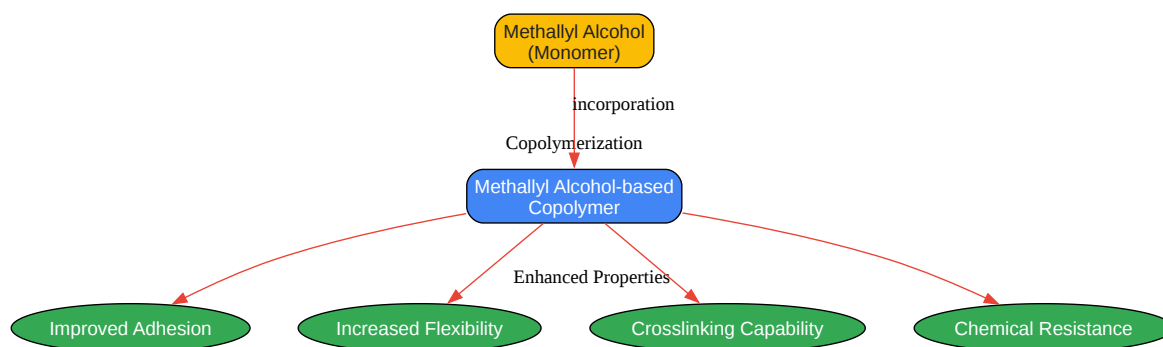 Methallyl Alcohol
(Monomer)
incorporation
Copolymerization
Methallyl Alcohol-based
Copolymer
Enhanced Properties
Improved Adhesion
Increased Flexibility
Crosslinking Capability
Chemical Resistance